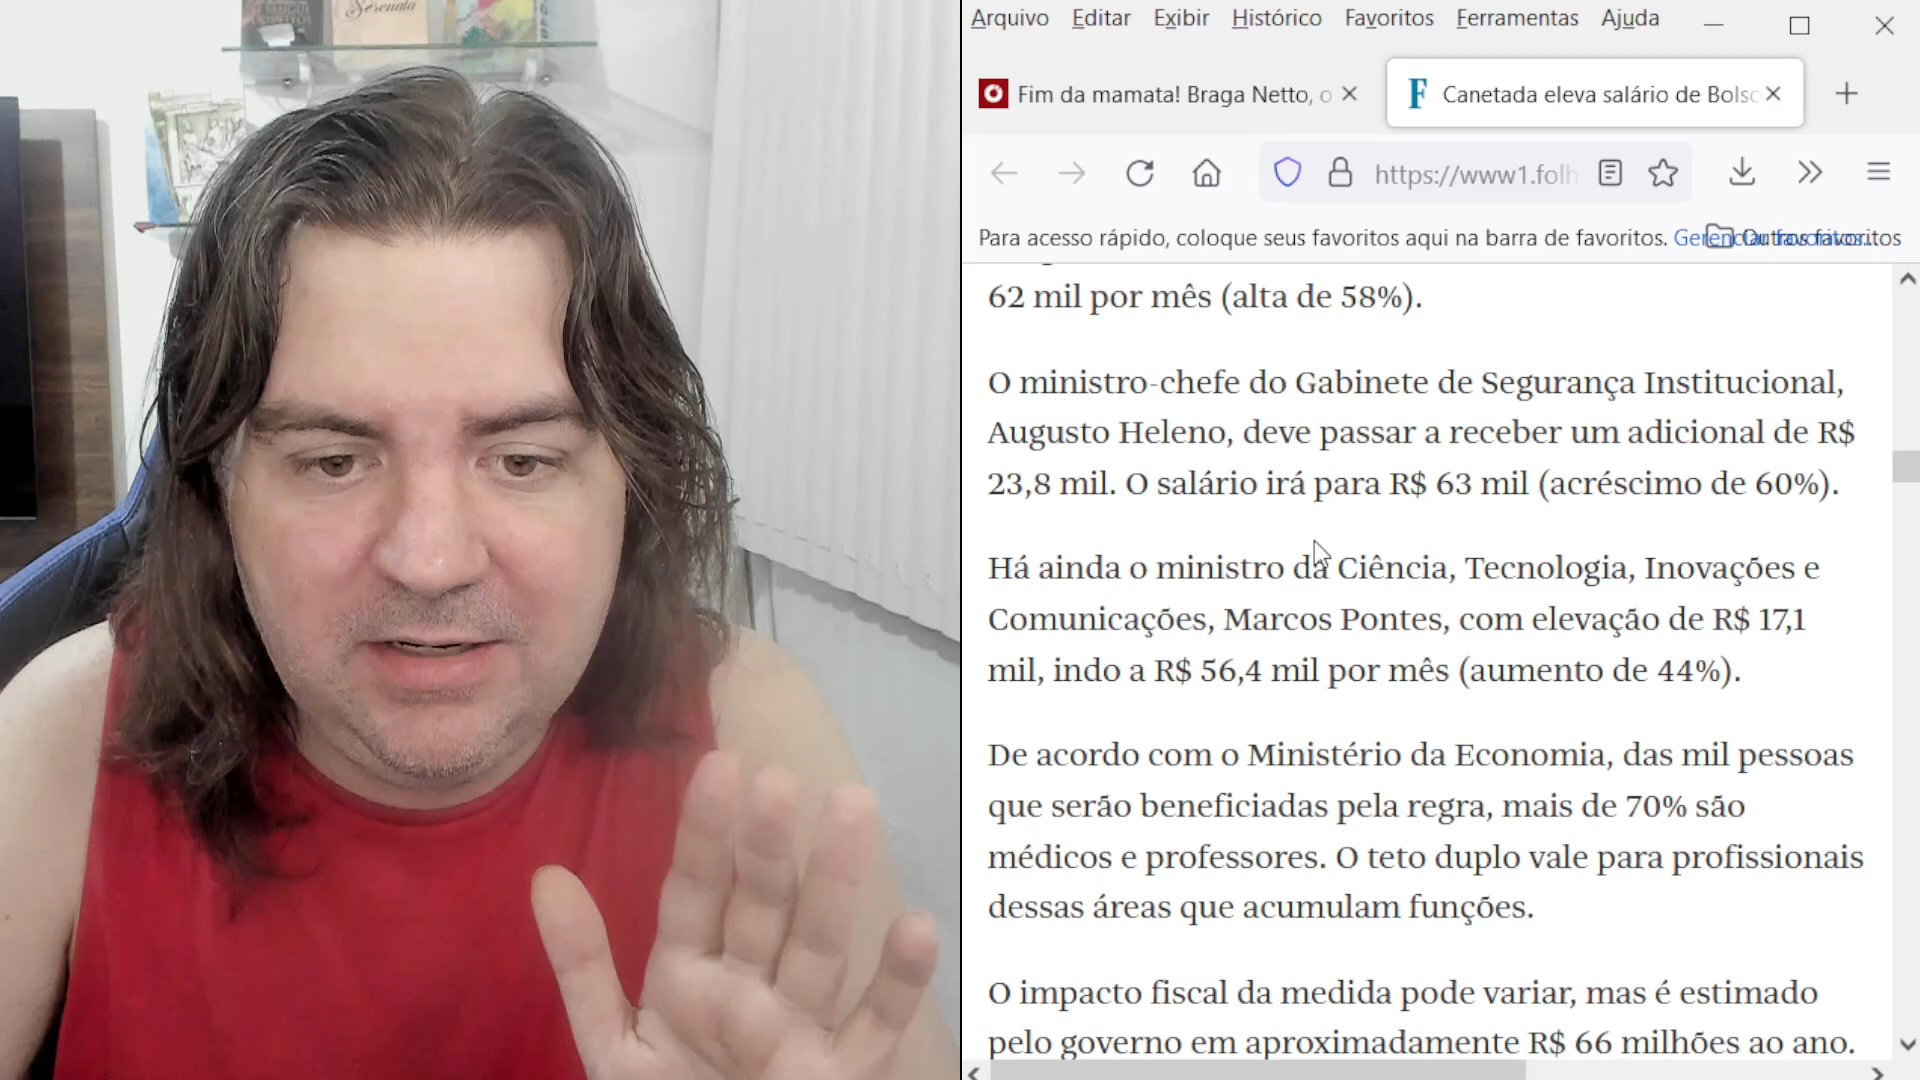 Serenata
Arquivo Editar Exibir Histórico Favoritos Ferramentas Ajuda
Fim da mamata! Braga Netto, o
Canetada eleva salário de Bolso
https://www1.folh
Para acesso rápido, coloque seus favoritos aqui na barra de favoritos. Gerenciar favoritos... Outros favoritos
62 mil por mês (alta de 58%).
O ministro-chefe do Gabinete de Segurança Institucional,
Augusto Heleno, deve passar a receber um adicional de R$
23,8 mil. O salário irá para R$ 63 mil (acréscimo de 60%).
Há ainda o ministro da Ciência, Tecnologia, Inovações e
Comunicações, Marcos Pontes, com elevação de R$ 17,1
mil, indo a R$ 56,4 mil por mês (aumento de 44%).
De acordo com o Ministério da Economia, das mil pessoas
que serão beneficiadas pela regra, mais de 70% são
médicos e professores. O teto duplo vale para profissionais
dessas áreas que acumulam funções.
O impacto fiscal da medida pode variar, mas é estimado
pelo governo em aproximadamente R$ 66 milhões ao ano.